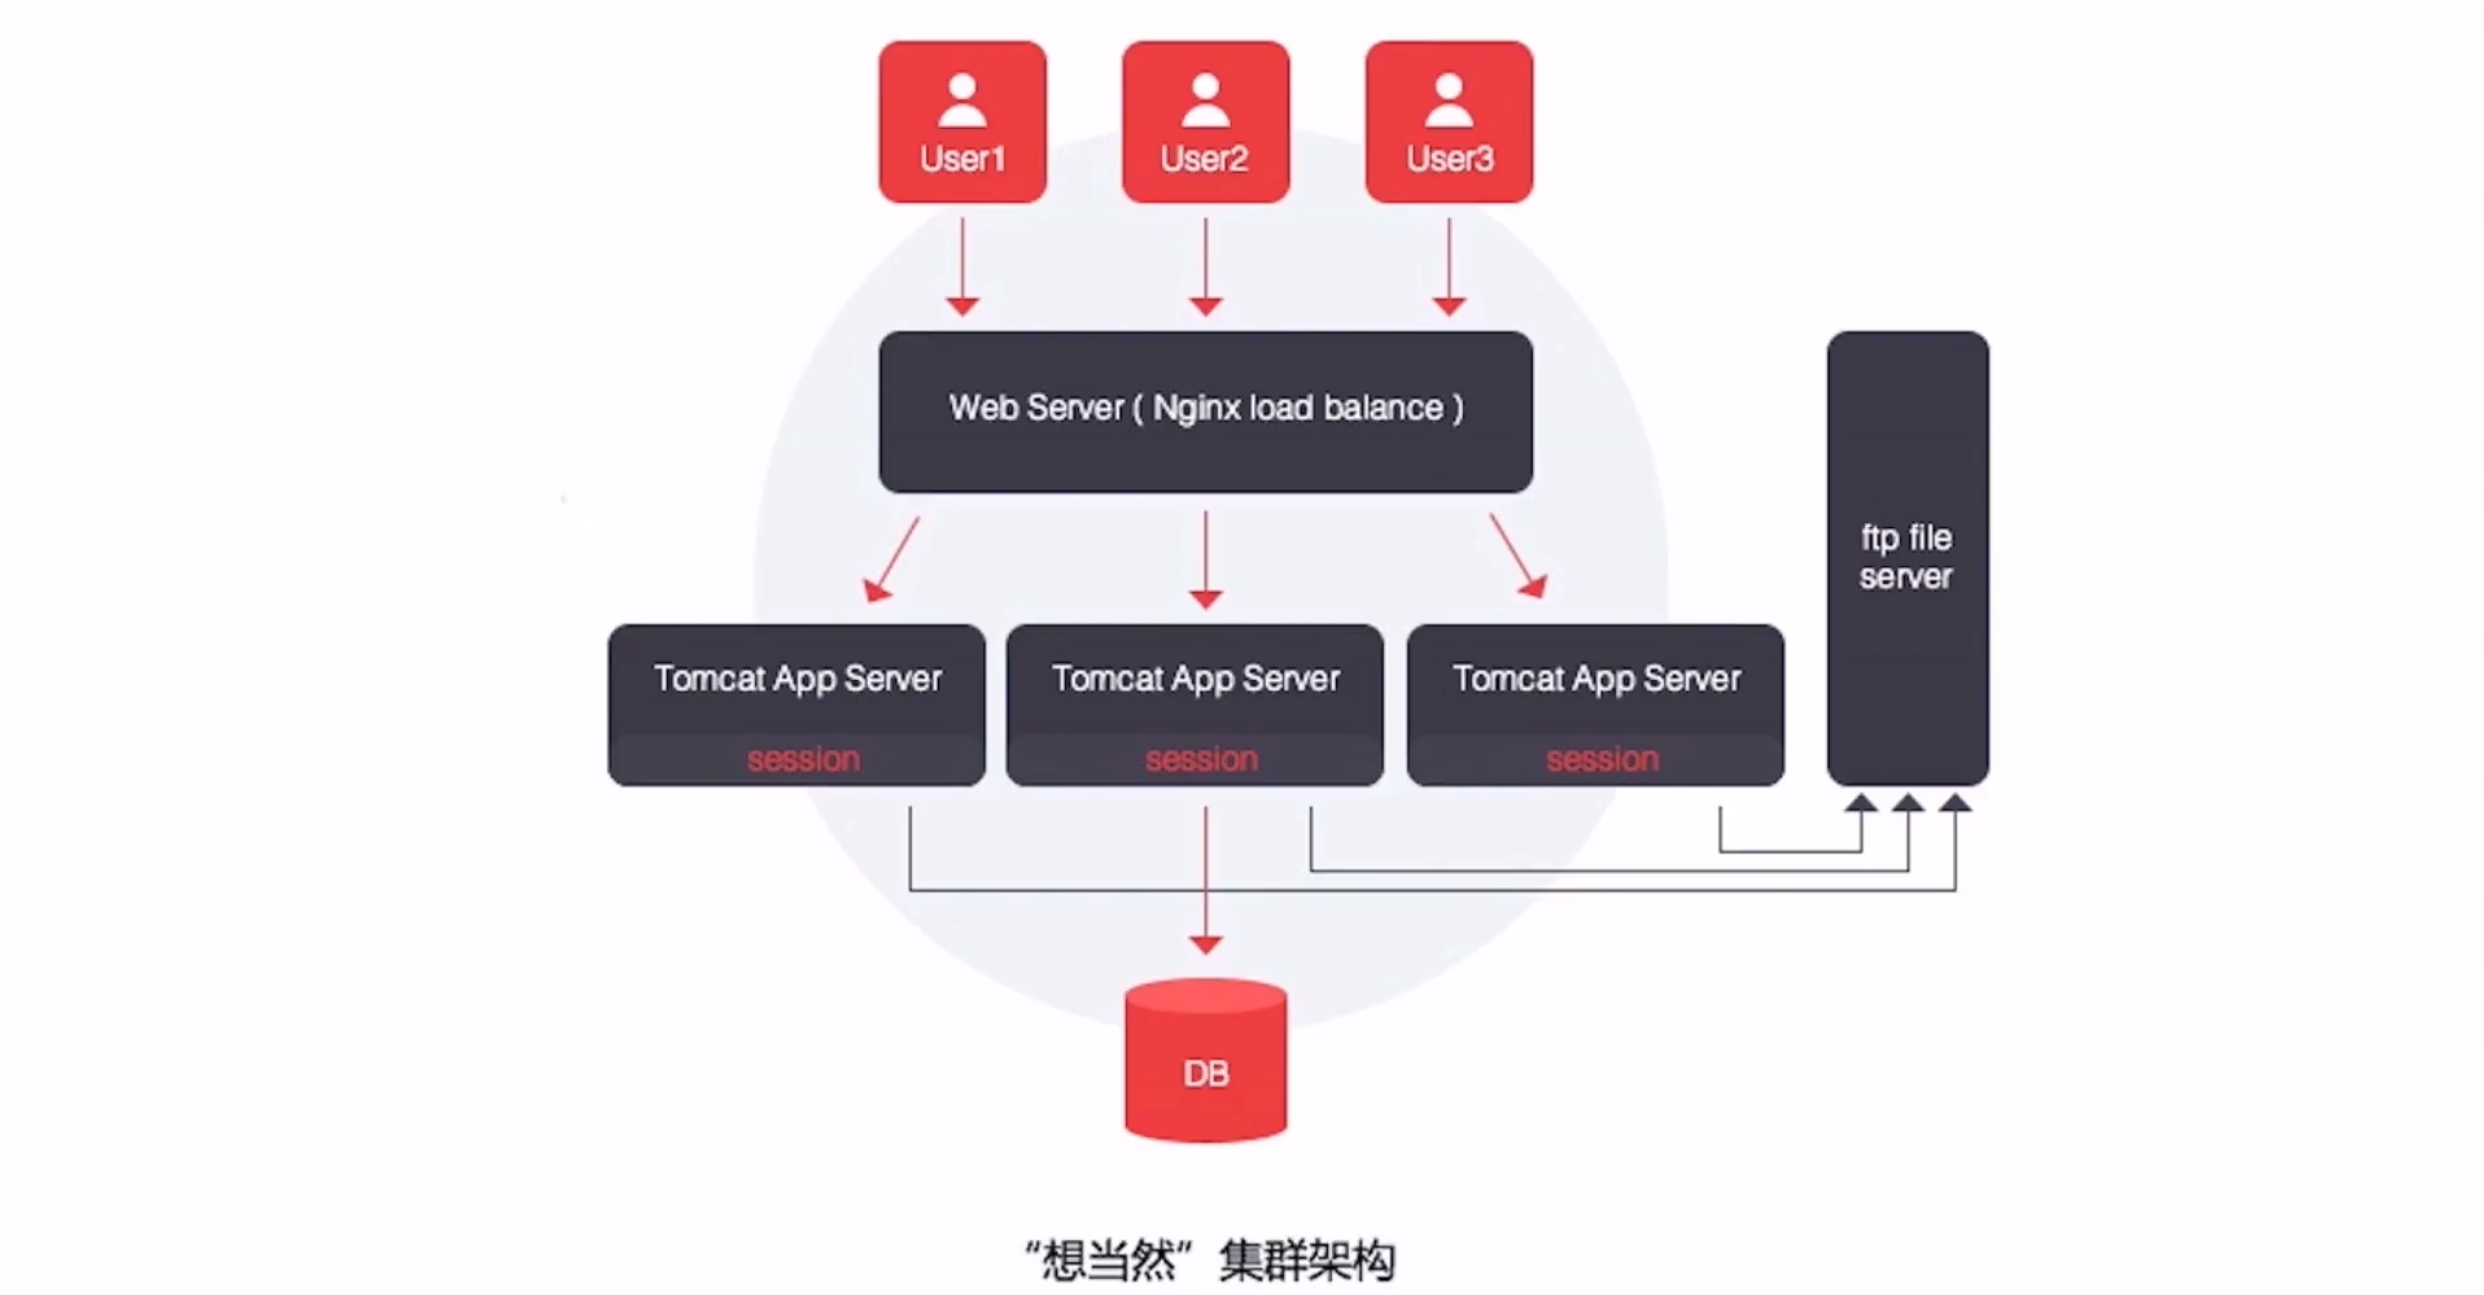 User1
User2
User3
Web Server ( Nginx load balance )
ftp file
server
Tomcat App Server
session
Tomcat App Server
session
Tomcat App Server
session
DB
“想当然”集群架构